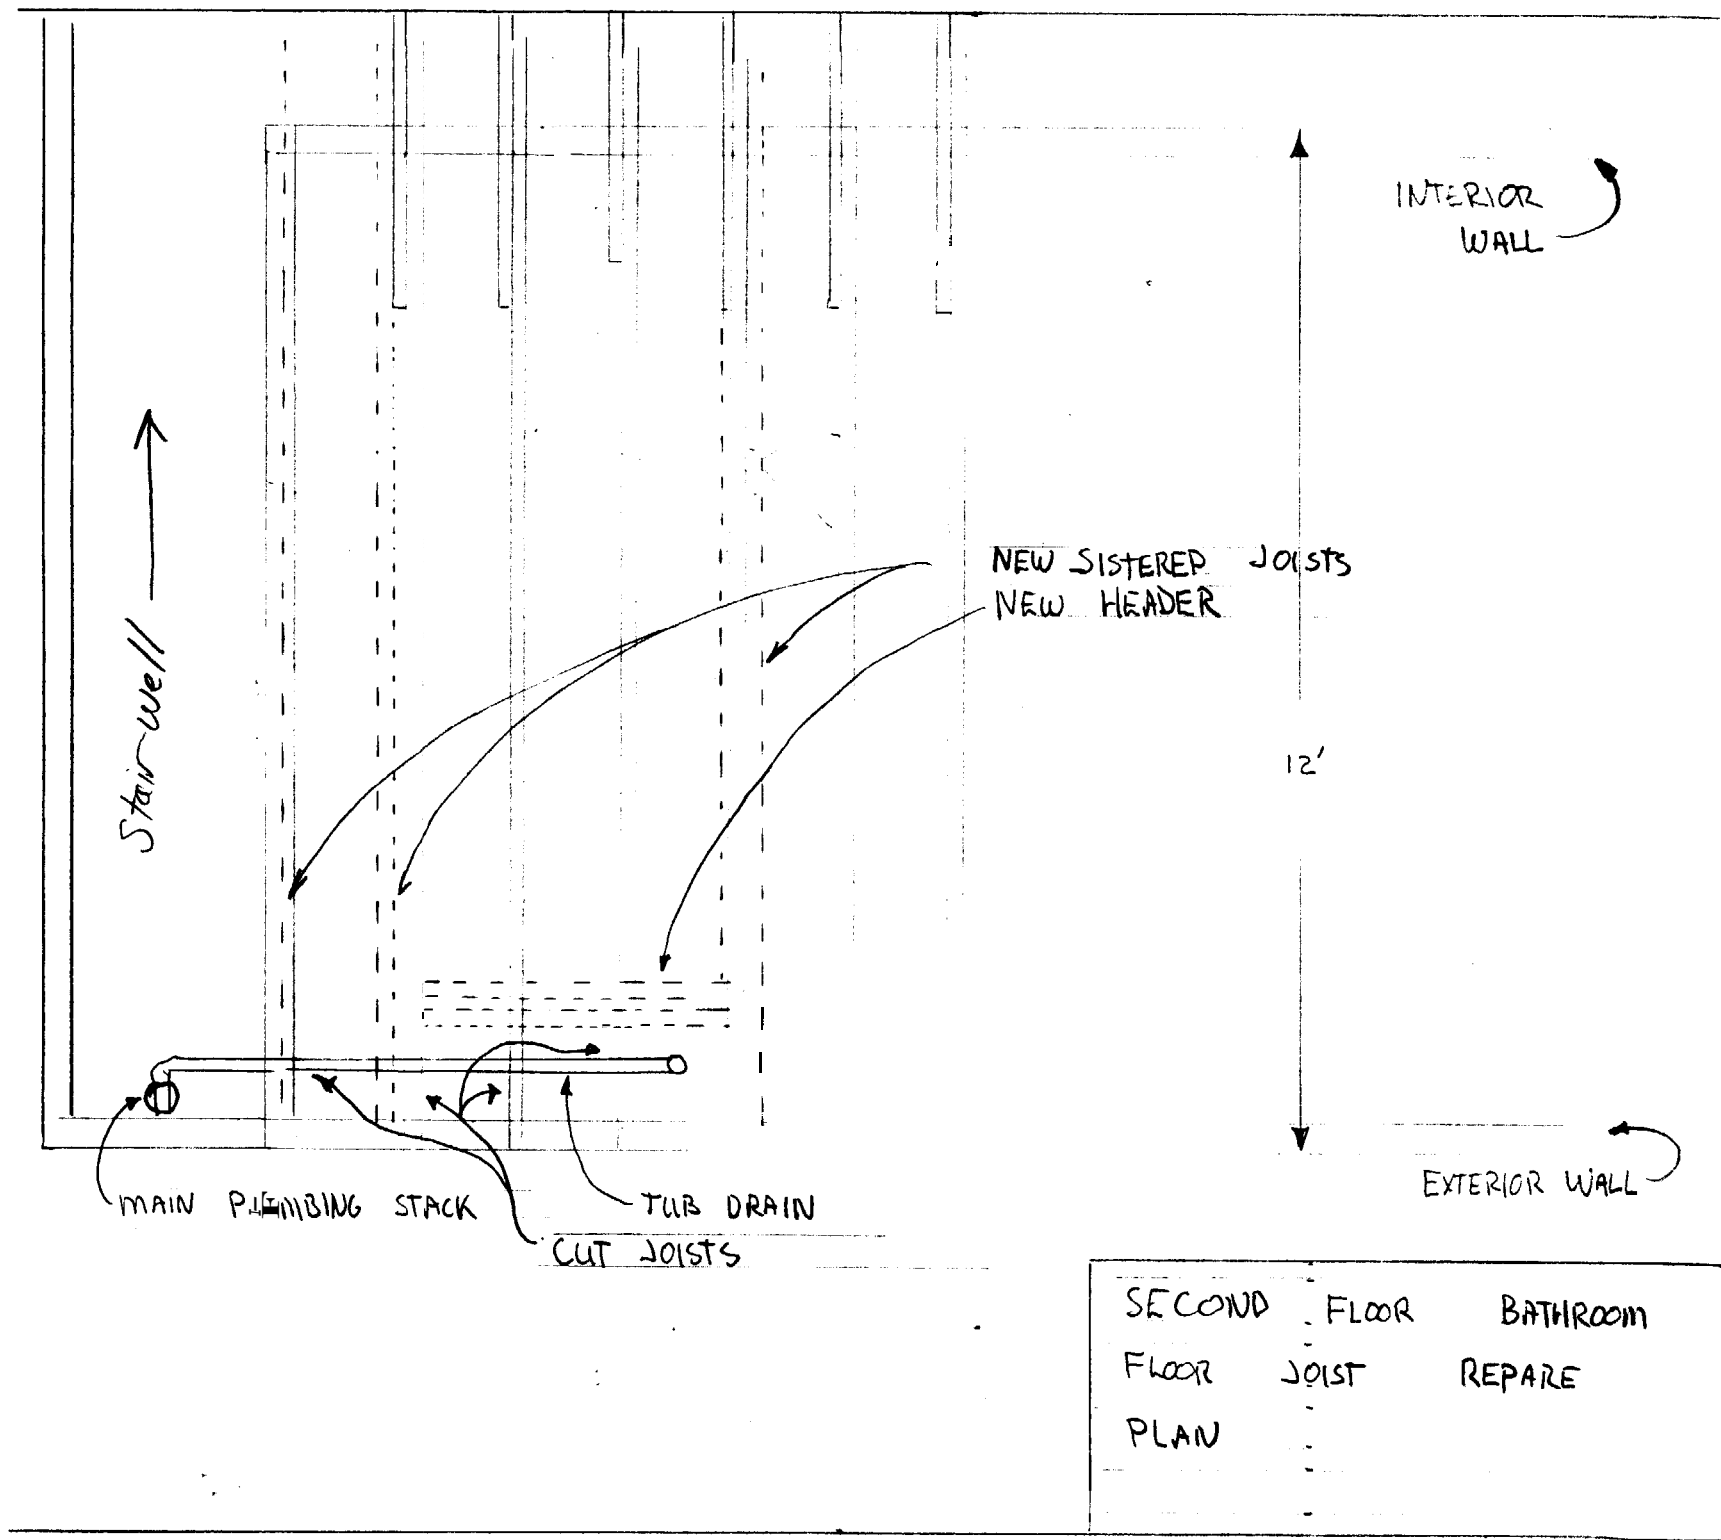 INTERIOR
WALL
NEW SISTERED JOISTS
NEW HEADER
Stair-well
12'
MAIN PLUMBING STACK
TUB DRAIN
CUT JOISTS
EXTERIOR WALL
SECOND FLOOR BATHROOM
FLOOR JOIST REPARE
PLAN